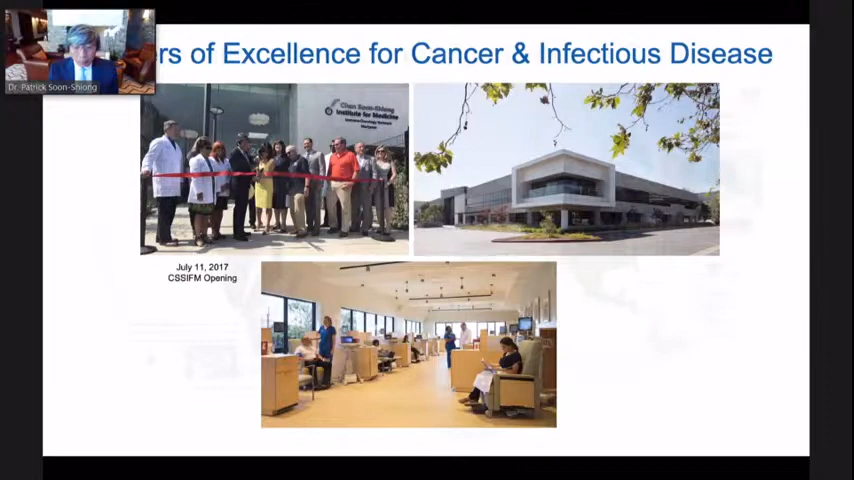 ers of Excellence for Cancer & Infectious Disease
Dr. Patrick Soon-Shiong
Chan Soon-Shiong
Institute for Medicine
July 11, 2017
CSSIFM Opening